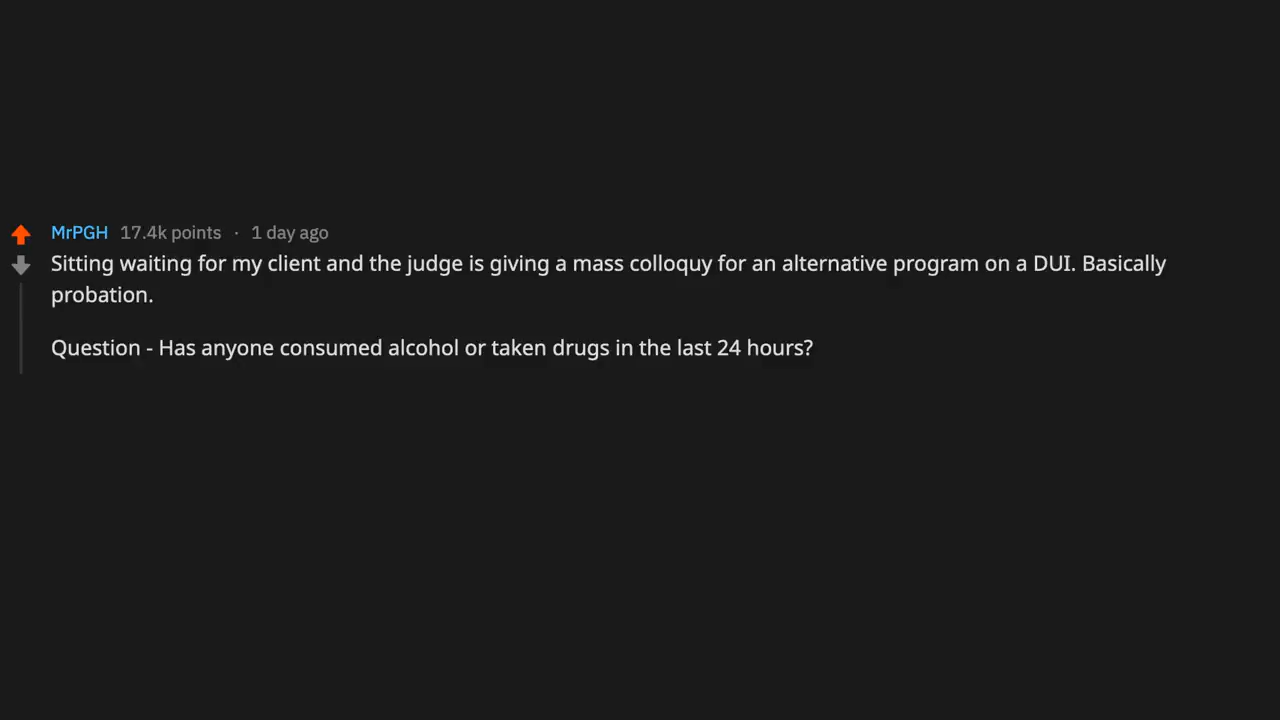 MrPGH 17.4k points · 1 day ago
Sitting waiting for my client and the judge is giving a mass colloquy for an alternative program on a DUI. Basically
probation.
Question - Has anyone consumed alcohol or taken drugs in the last 24 hours?